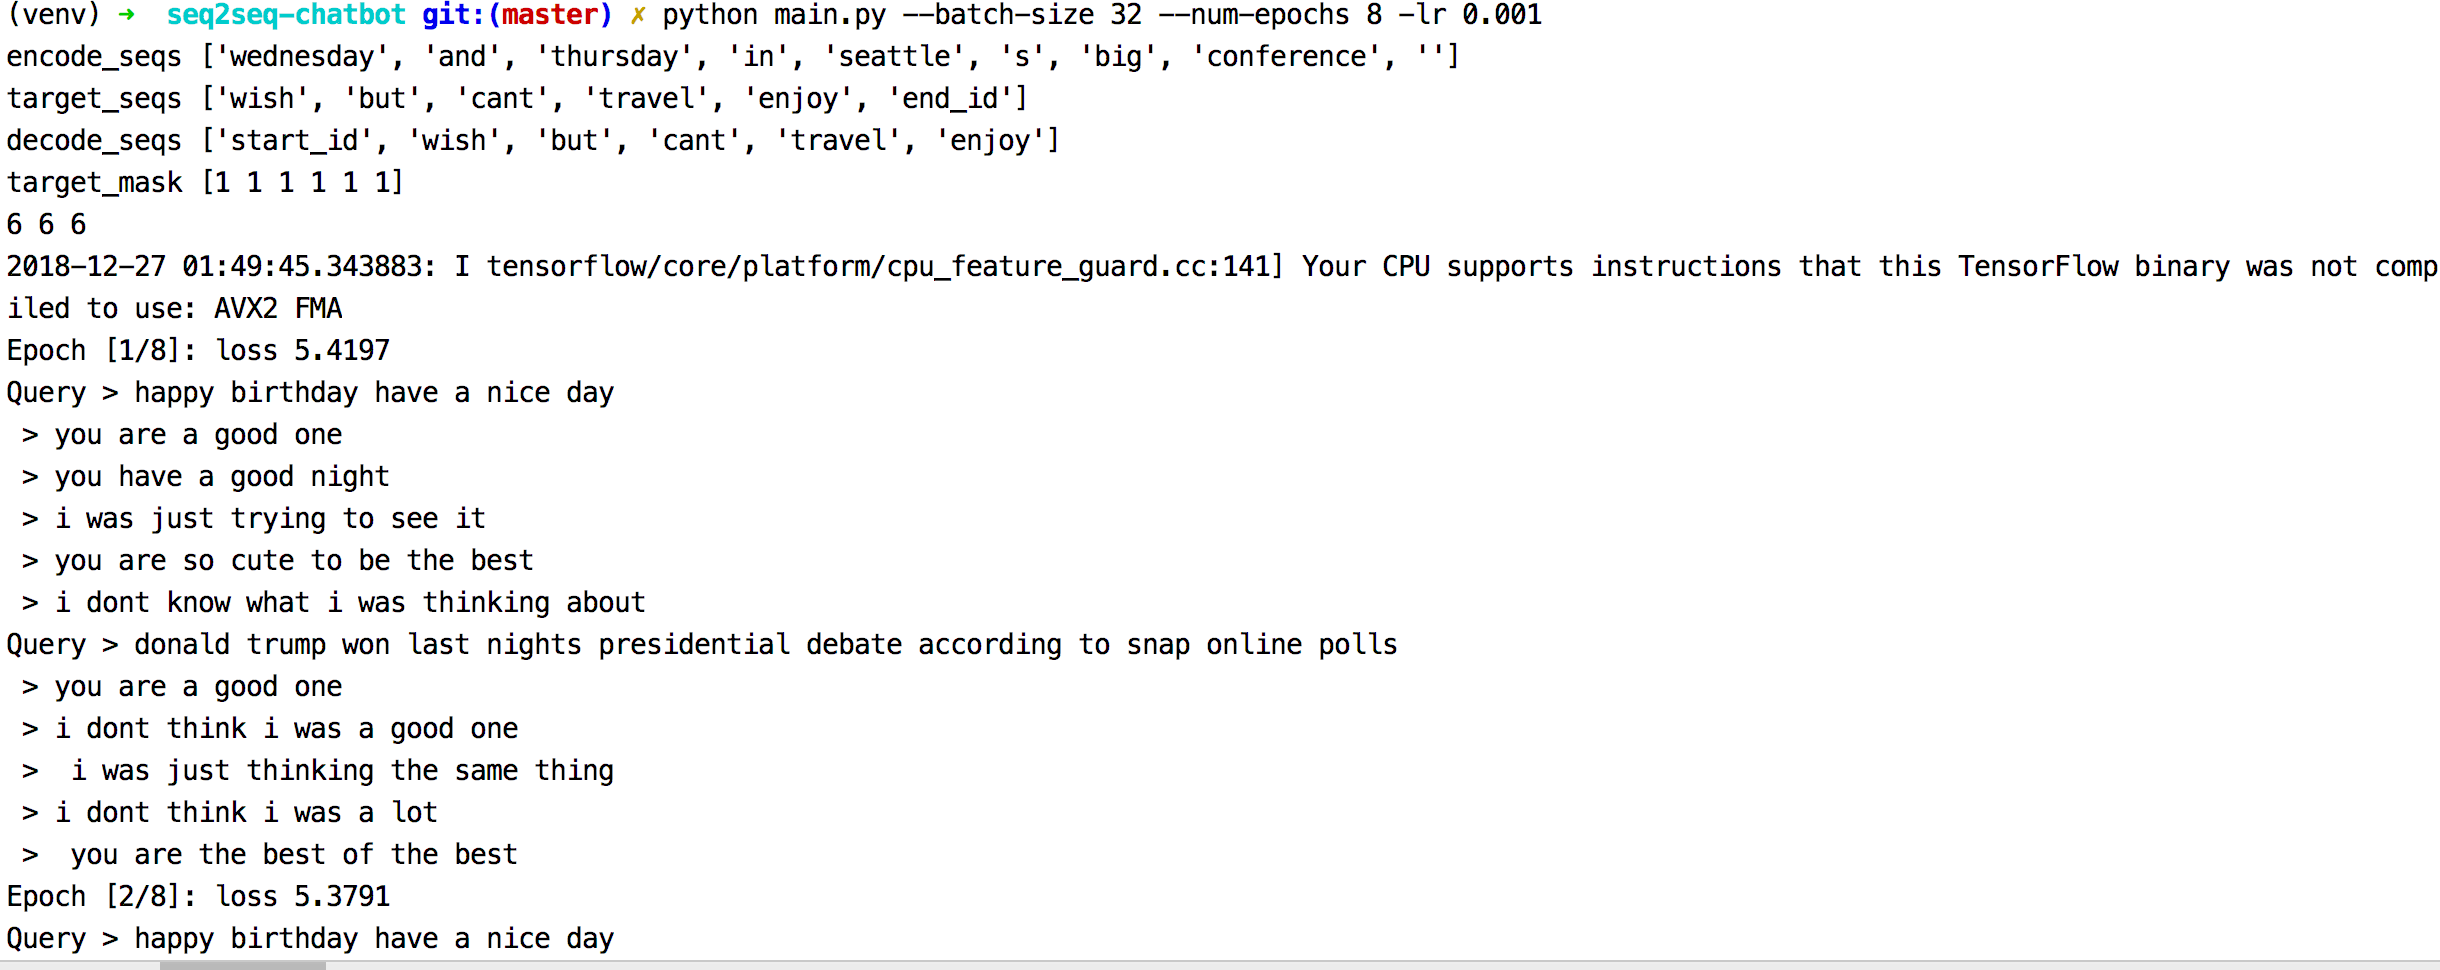 (venv) ➜  seq2seq-chatbot git:(master) ✗ python main.py --batch-size 32 --num-epochs 8 -lr 0.001
encode_seqs ['wednesday', 'and', 'thursday', 'in', 'seattle', 's', 'big', 'conference', '']
target_seqs ['wish', 'but', 'cant', 'travel', 'enjoy', 'end_id']
decode_seqs ['start_id', 'wish', 'but', 'cant', 'travel', 'enjoy']
target_mask [1 1 1 1 1 1]
6 6 6
2018-12-27 01:49:45.343883: I tensorflow/core/platform/cpu_feature_guard.cc:141] Your CPU supports instructions that this TensorFlow binary was not comp
iled to use: AVX2 FMA
Epoch [1/8]: loss 5.4197
Query > happy birthday have a nice day
 > you are a good one
 > you have a good night
 > i was just trying to see it
 > you are so cute to be the best
 > i dont know what i was thinking about
Query > donald trump won last nights presidential debate according to snap online polls
 > you are a good one
 > i dont think i was a good one
 >  i was just thinking the same thing
 > i dont think i was a lot
 >  you are the best of the best
Epoch [2/8]: loss 5.3791
Query > happy birthday have a nice day